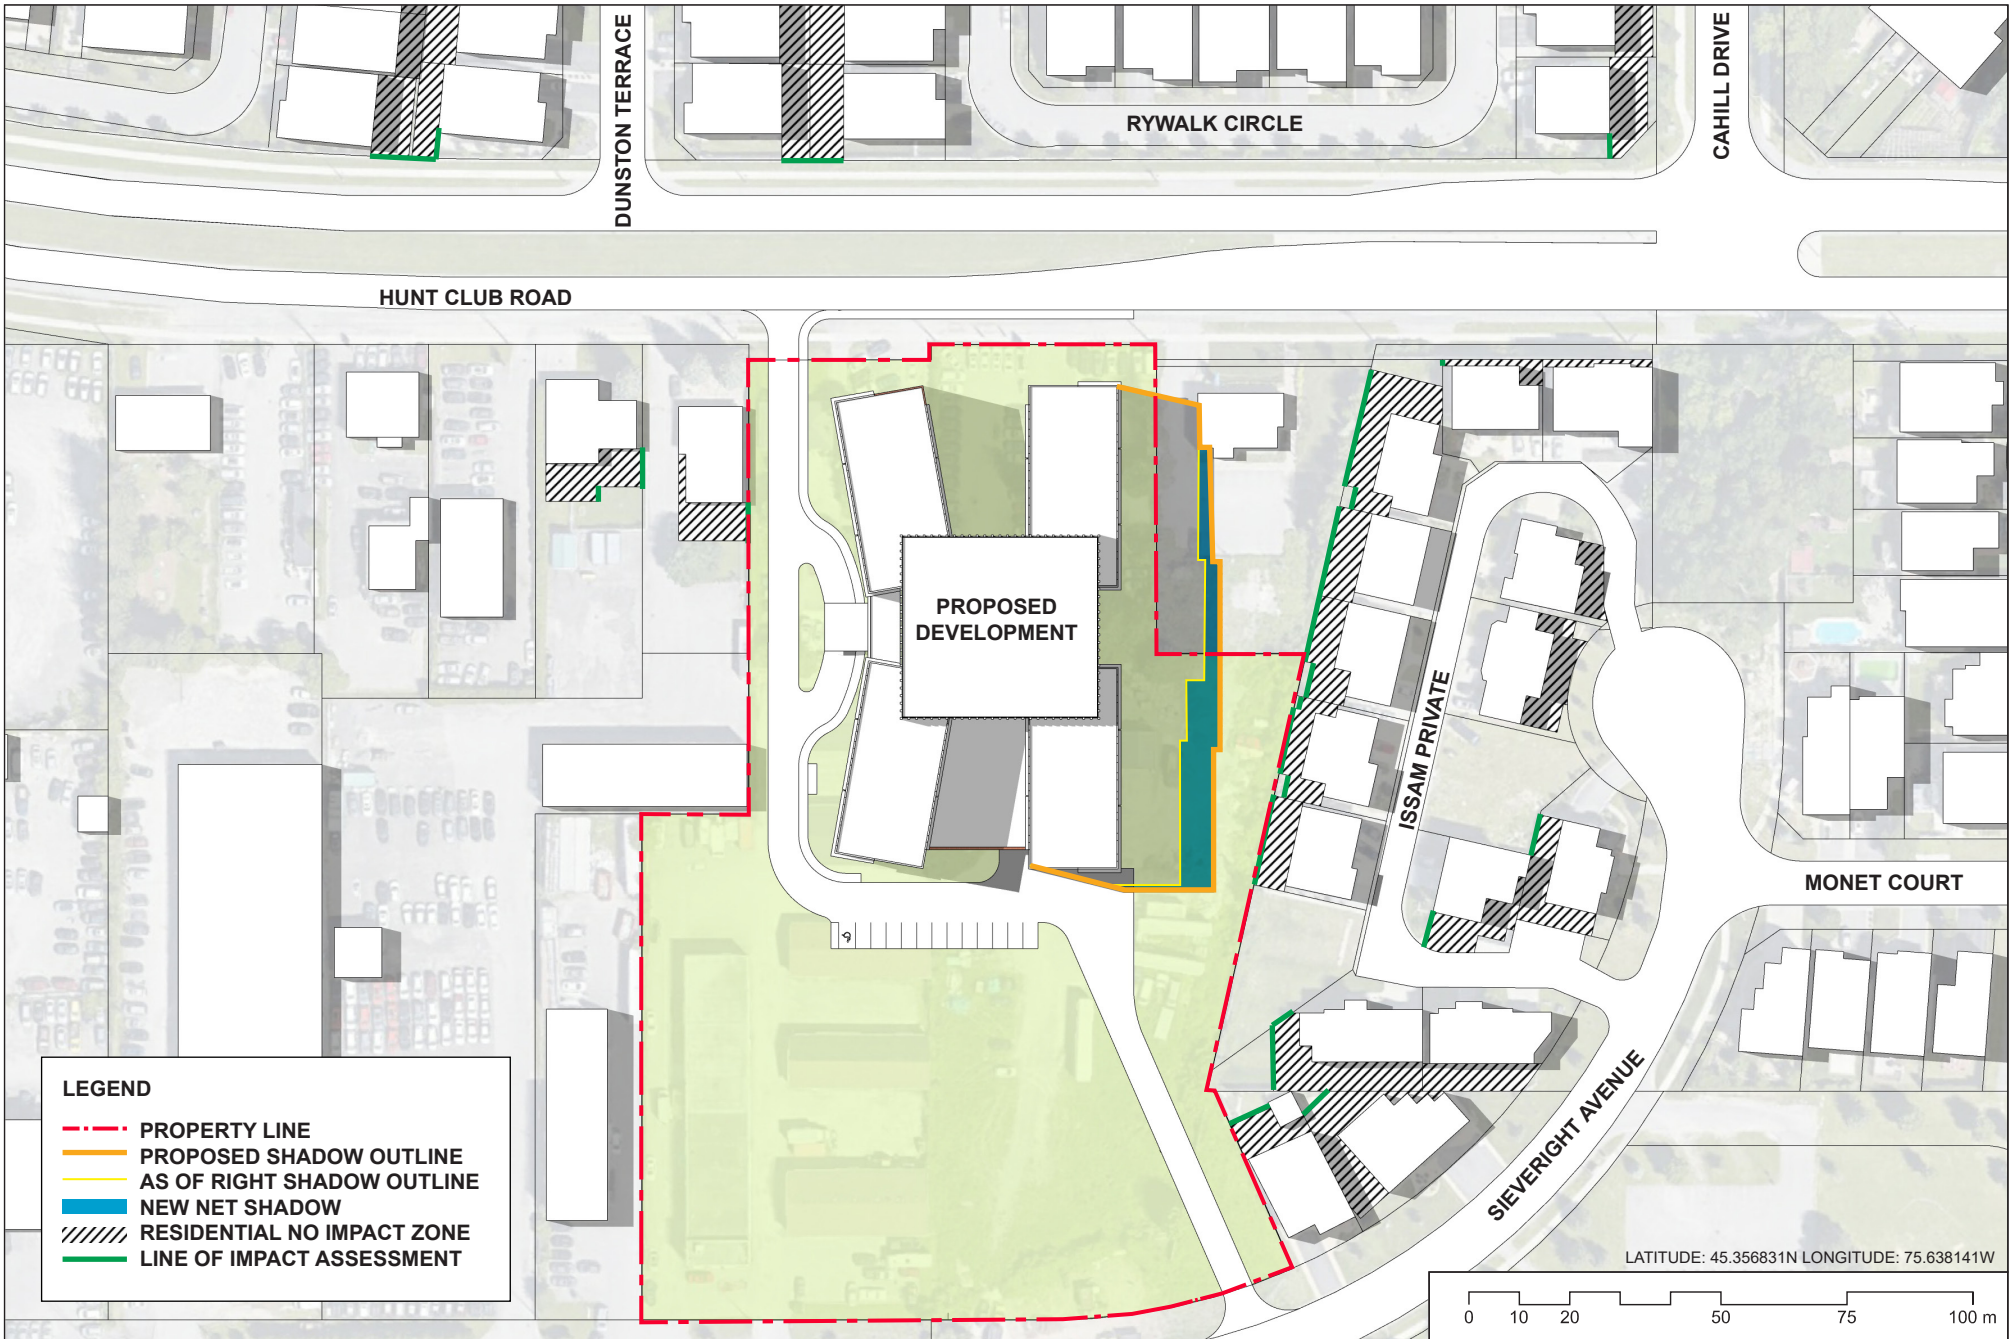 DUNSTON TERRACE
RYWALK CIRCLE
CAHILL DRIVE
HUNT CLUB ROAD
PROPOSED
DEVELOPMENT
ISSAM PRIVATE
MONET COURT
SIEVERIGHT AVENUE
LEGEND
PROPERTY LINE
PROPOSED SHADOW OUTLINE
AS OF RIGHT SHADOW OUTLINE
NEW NET SHADOW
RESIDENTIAL NO IMPACT ZONE
LINE OF IMPACT ASSESSMENT
LATITUDE: 45.356831N LONGITUDE: 75.638141W
0 10 20 50 75 100 m